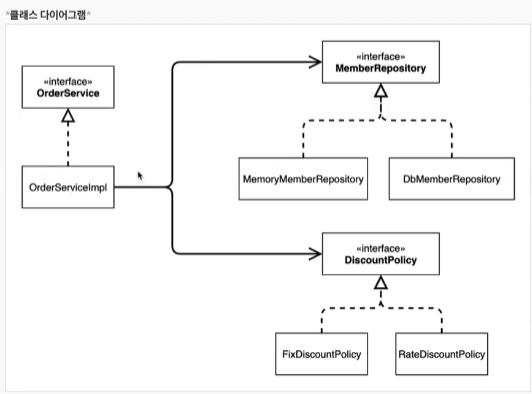 *클래스 다이어그램*
«interface»
OrderService
OrderServiceImpl
«interface»
MemberRepository
MemoryMemberRepository
DbMemberRepository
«interface»
DiscountPolicy
FixDiscountPolicy
RateDiscountPolicy